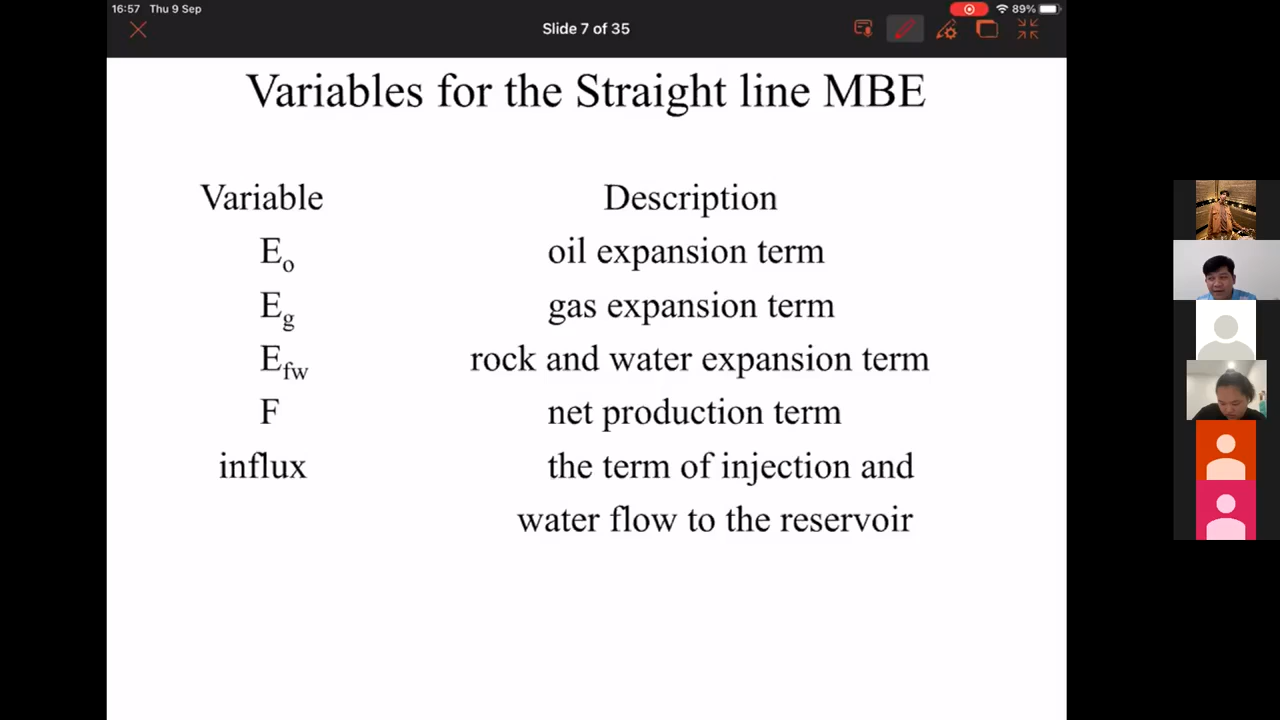 16:57 Thu 9 Sep
89%
Slide 7 of 35
Variables for the Straight line MBE
Variable Description
Eo oil expansion term
Eg gas expansion term
Efw rock and water expansion term
F net production term
influx the term of injection and
water flow to the reservoir